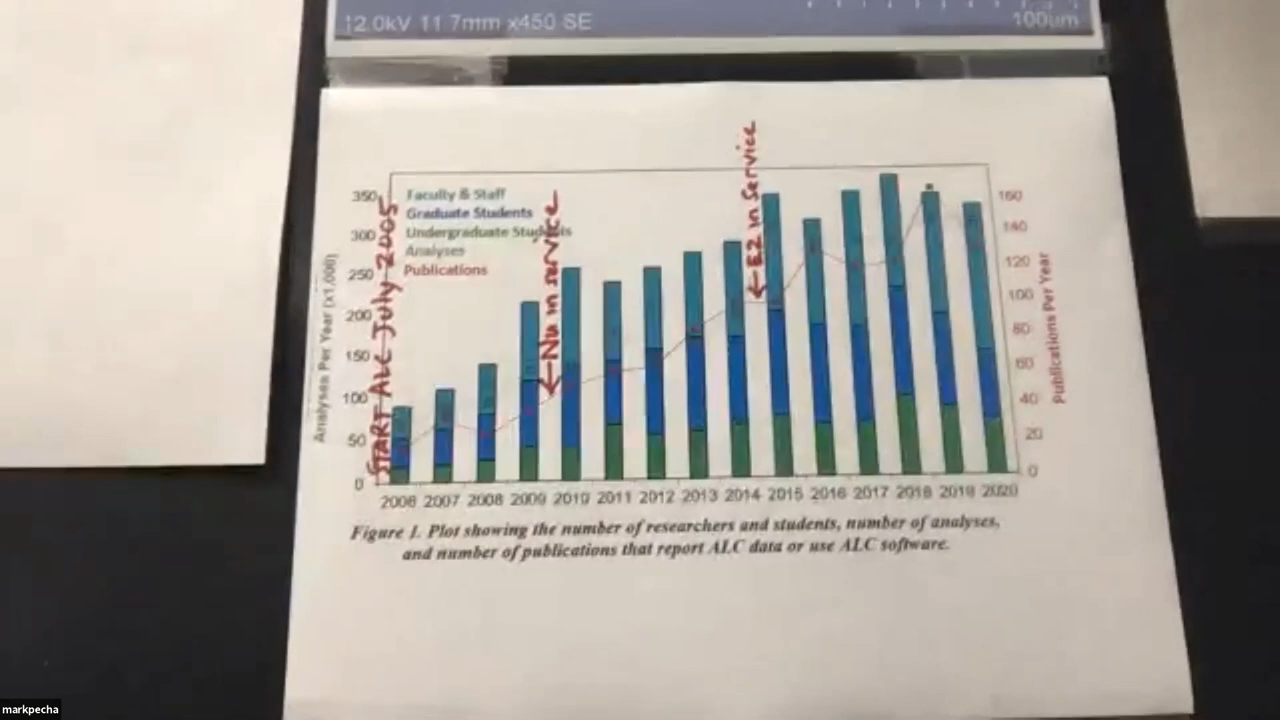 12.0kV 11.7mm x450 SE
100um
Faculty & Staff
Graduate Students
Undergraduate Students
Analyses
Publications
START ALC July 2005
←Nu in service
←E2 in service
Analyses Per Year (x1,000)
350
300
250
200
150
100
50
0
160
140
120
100
80
60
40
20
0
Publications Per Year
2006 2007 2008 2009 2010 2011 2012 2013 2014 2015 2016 2017 2018 2019 2020
Figure 1. Plot showing the number of researchers and students, number of analyses,
and number of publications that report ALC data or use ALC software.
markpecha